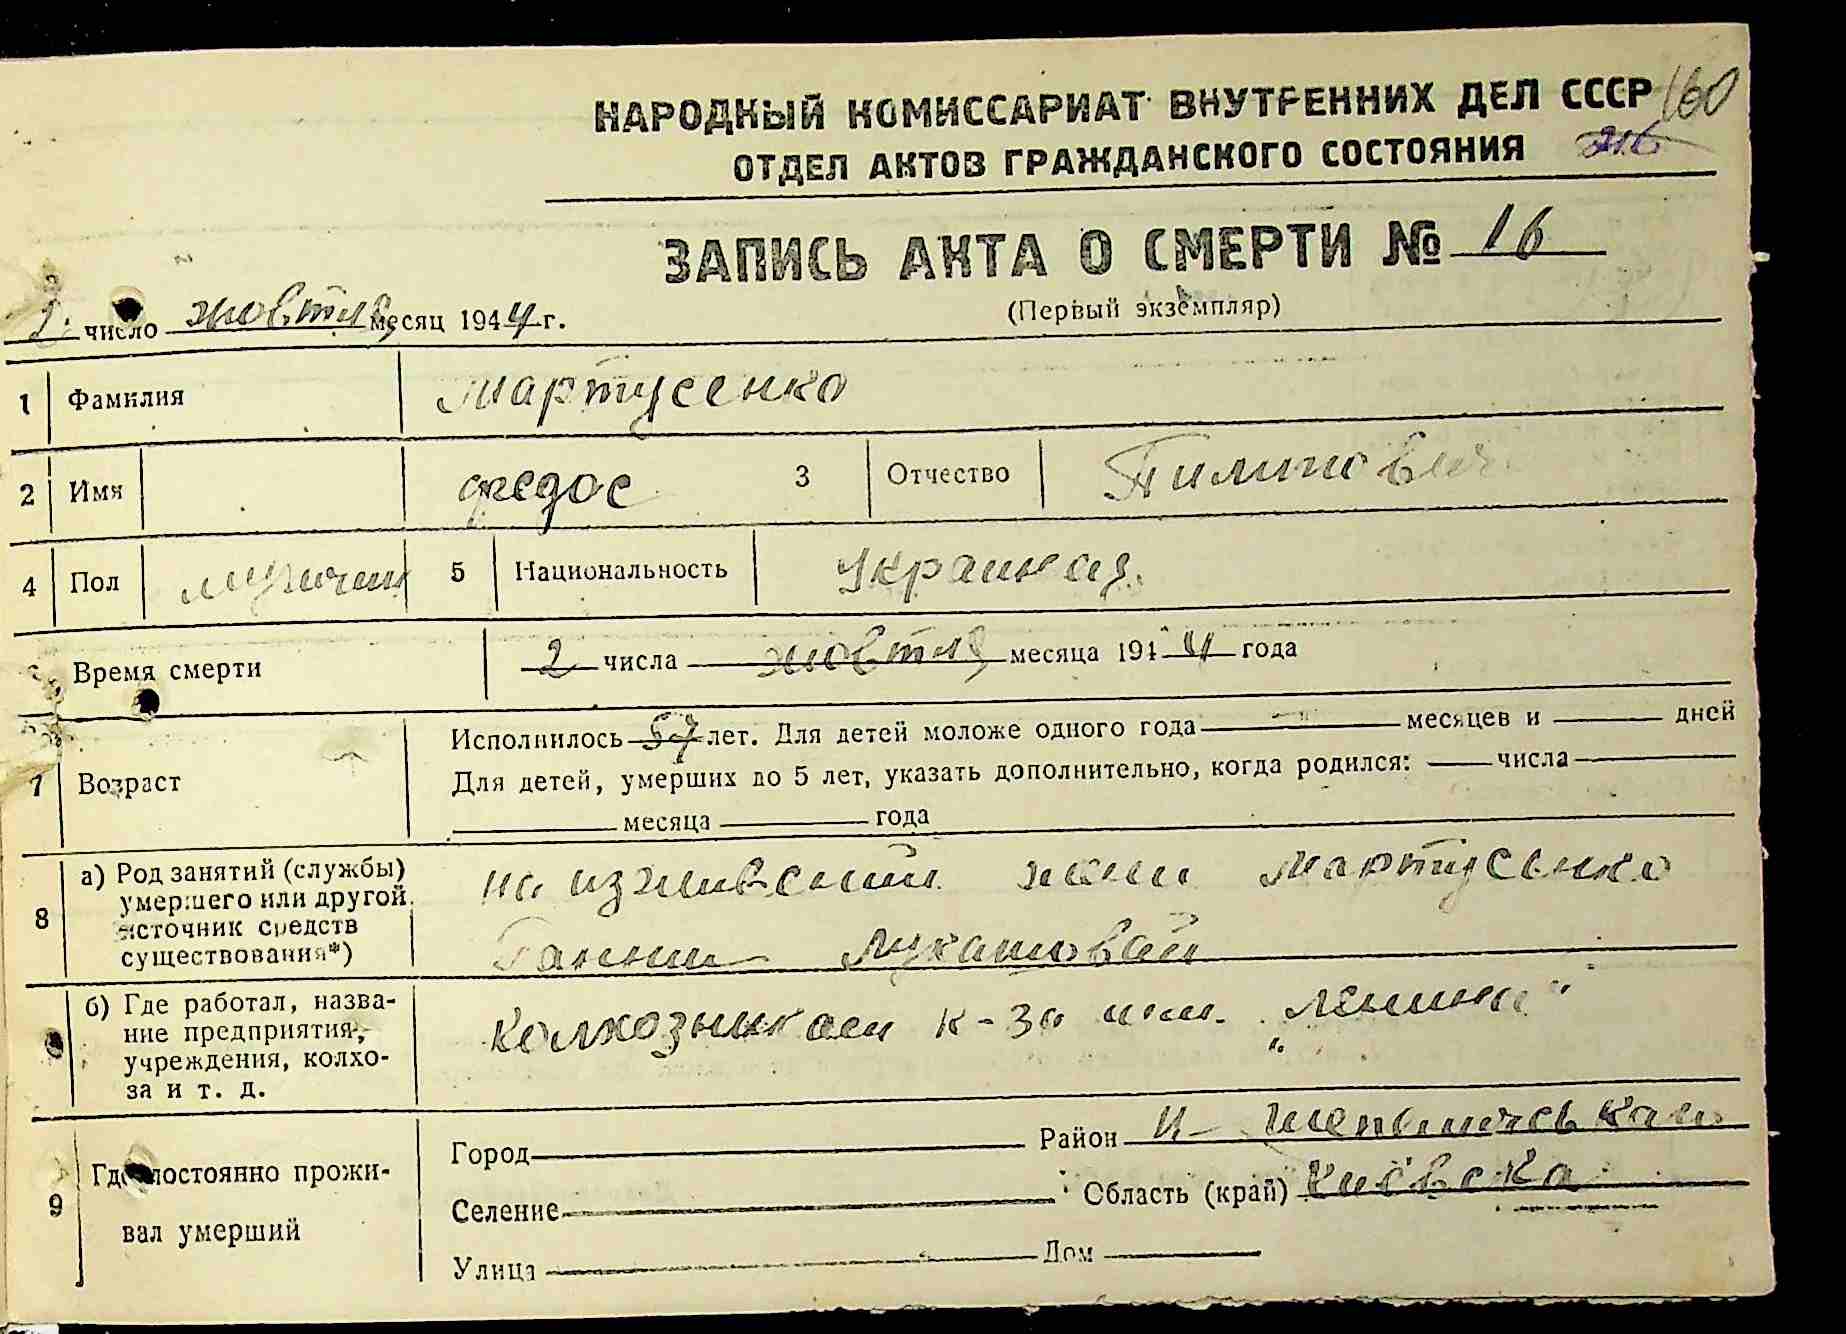 НАРОДНЫЙ КОМИССАРИАТ ВНУТРЕННИХ ДЕЛ СССР 160
ОТДЕЛ АКТОВ ГРАЖДАНСКОГО СОСТОЯНИЯ
ЗАПИСЬ АКТА О СМЕРТИ № 16
(Первый экземпляр)
2 число жовтня месяц 1944 г.
1 Фамилия Мартусенко
2 Имя Федос 3 Отчество Пилипович
4 Пол 5 Национальность
Время смерти 2 числа жовтня месяца 1944 года
7 Возраст
Исполнилось 57 лет. Для детей моложе одного года месяцев и дней
Для детей, умерших до 5 лет, указать дополнительно, когда родился: числа
месяца года
8 а) Род занятий (службы) умершего или другой источник средств существования*)
Мартусенко
Ганни
б) Где работал, название предприятия, учреждения, колхоза и т. д.
к-за им. „Ленина"
9 Где постоянно проживал умерший
Город Район
Селение Область (край) Киевска
Улица Дом